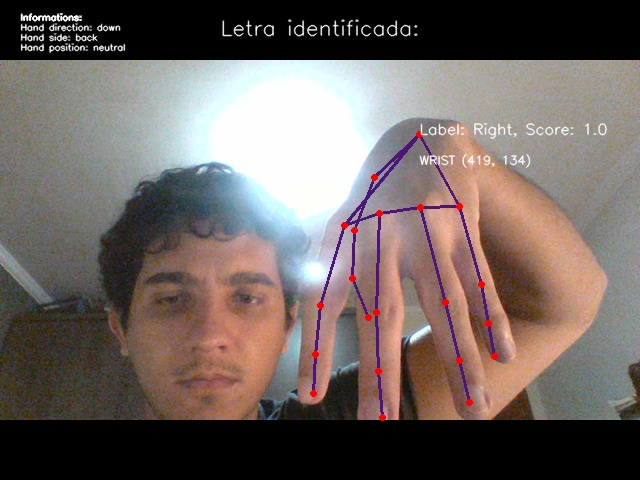 Informations:
Hand direction: down
Hand side: back
Hand position: neutral
Letra identificada:
Label: Right, Score: 1.0
WRIST (419, 134)